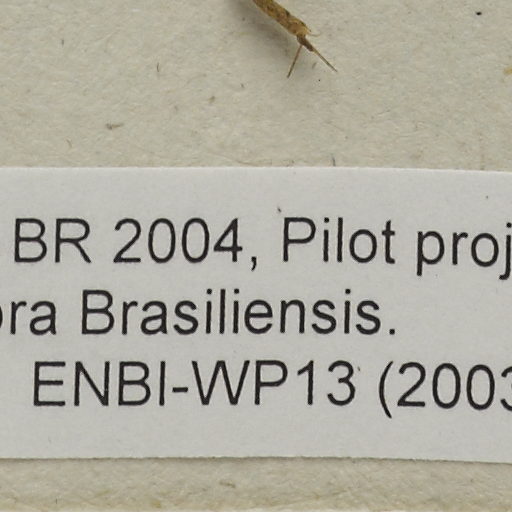 BR 2004, Pilot proj
ora Brasiliensis.
ENBI-WP13 (2003